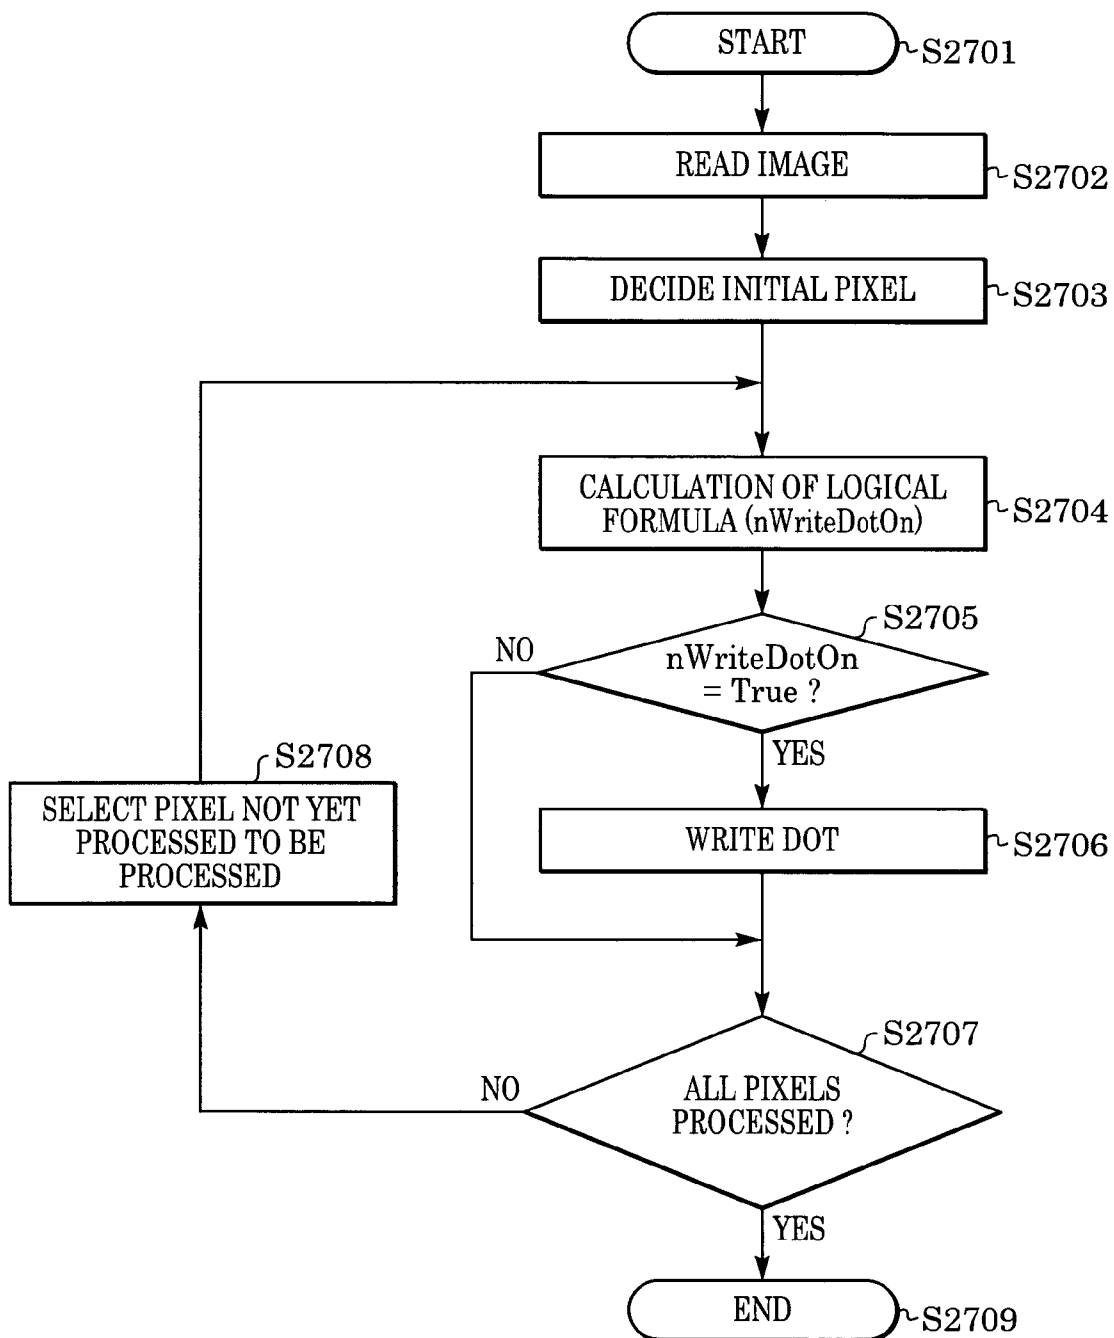 START
S2701
READ IMAGE
S2702
DECIDE INITIAL PIXEL
S2703
CALCULATION OF LOGICAL
FORMULA (nWriteDotOn)
S2704
S2705
NO
nWriteDotOn
= True ?
YES
S2708
SELECT PIXEL NOT YET
PROCESSED TO BE
PROCESSED
WRITE DOT
S2706
S2707
NO
ALL PIXELS
PROCESSED ?
YES
END
S2709